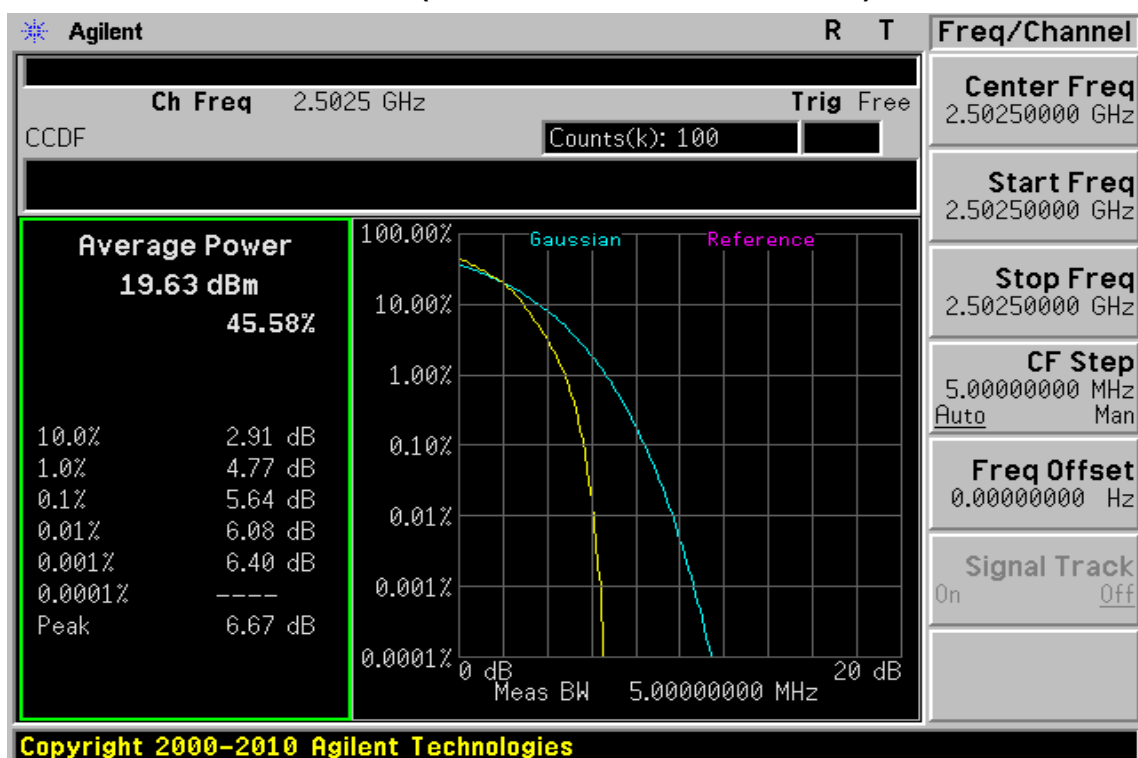 Agilent R T Freq/Channel
Ch Freq 2.5025 GHz Trig Free
CCDF Counts(k): 100
Average Power
19.63 dBm
45.58%
10.0% 2.91 dB
1.0% 4.77 dB
0.1% 5.64 dB
0.01% 6.08 dB
0.001% 6.40 dB
0.0001% ----
Peak 6.67 dB
Gaussian Reference
100.00%
10.00%
1.00%
0.10%
0.01%
0.001%
0.0001%
0 dB 20 dB
Meas BW 5.00000000 MHz
Center Freq
2.50250000 GHz
Start Freq
2.50250000 GHz
Stop Freq
2.50250000 GHz
CF Step
5.00000000 MHz
Auto Man
Freq Offset
0.00000000 Hz
Signal Track
On Off
Copyright 2000-2010 Agilent Technologies